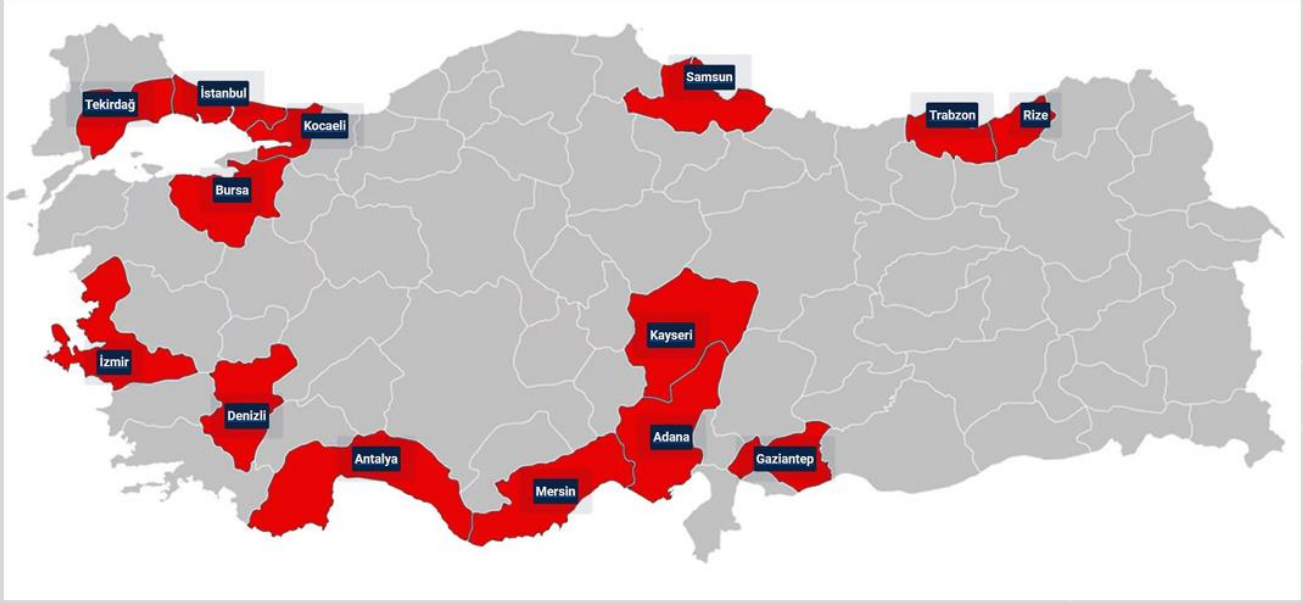 Samsun
İstanbul
Tekirdağ
Trabzon
Rize
Kocaeli
Bursa
Kayseri
İzmir
Denizli
Adana
Antalya
Gaziantep
Mersin